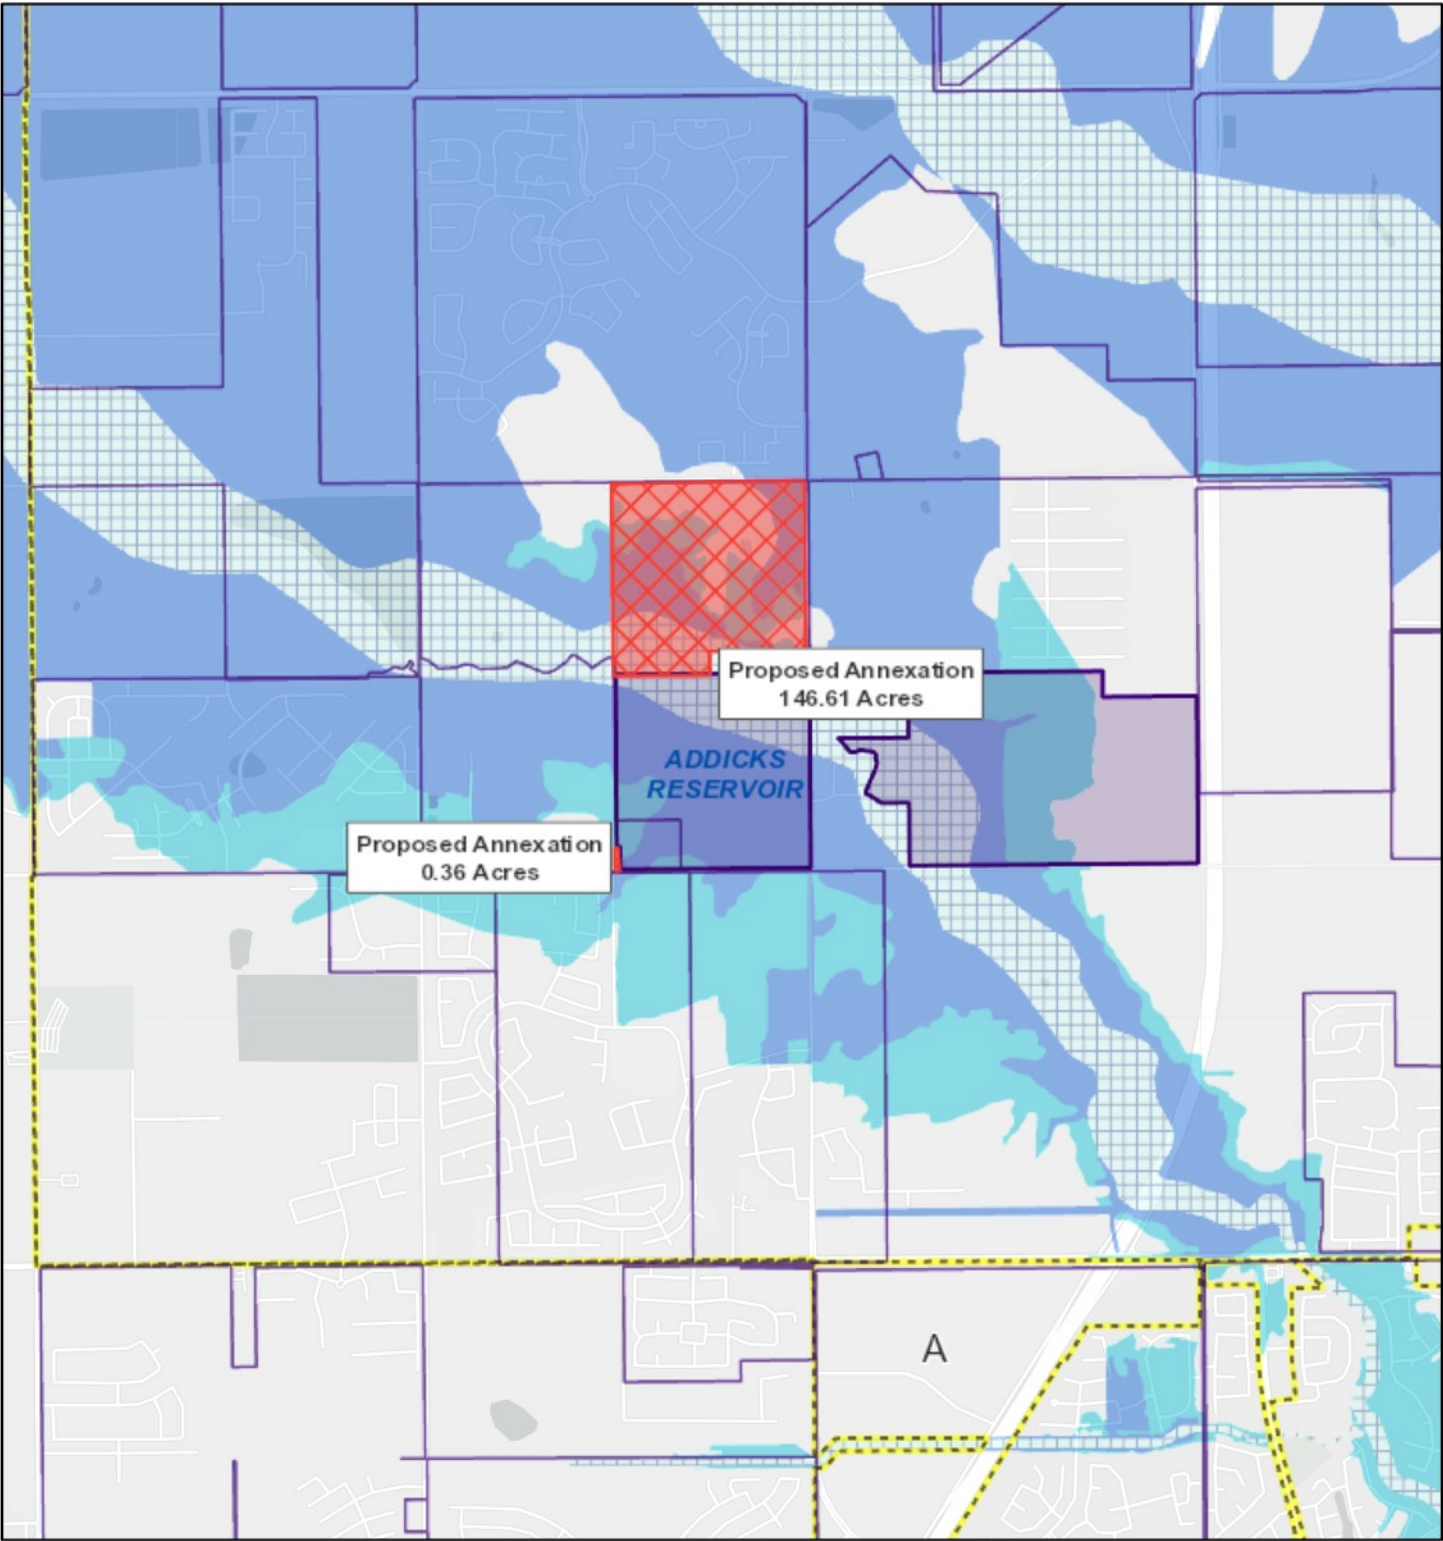 Proposed Annexation
146.61 Acres
ADDICKS
RESERVOIR
Proposed Annexation
0.36 Acres
A